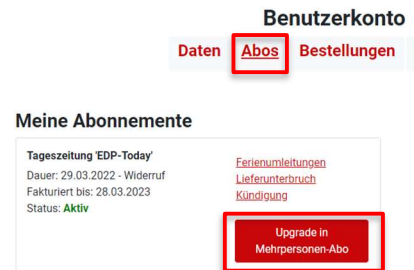 Benutzerkonto
Daten Abos Bestellungen
Meine Abonnemente
Tageszeitung 'EDP-Today'
Dauer: 29.03.2022 - Widerruf
Fakturiert bis: 28.03.2023
Status: Aktiv
Ferienumleitungen
Lieferunterbruch
Kündigung
Upgrade in
Mehrpersonen-Abo